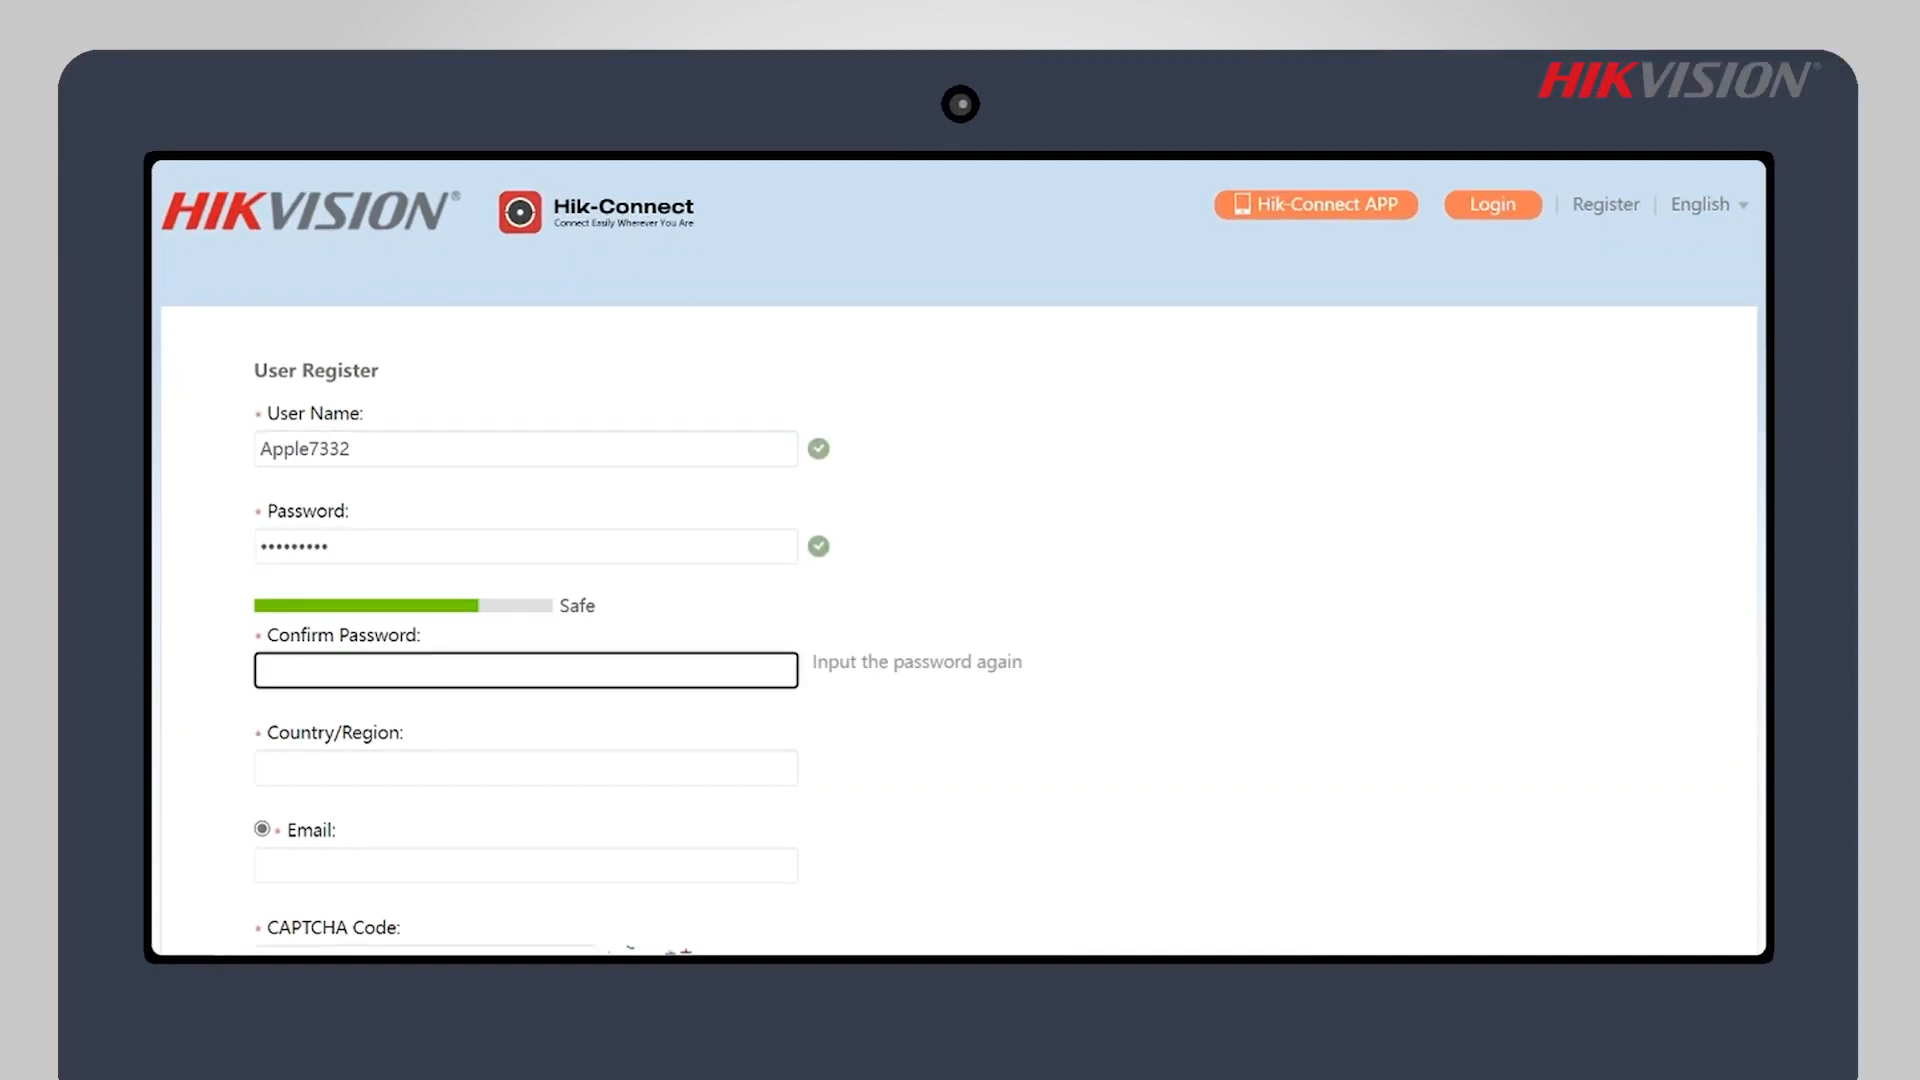 HIKVISION®
HIKVISION® Hik-Connect Hik-Connect APP Login Register English
Connect Easily Wherever You Are
User Register
* User Name:
Apple7332
* Password:
•••••••••
Safe
* Confirm Password:
Input the password again
* Country/Region:
* Email:
* CAPTCHA Code: